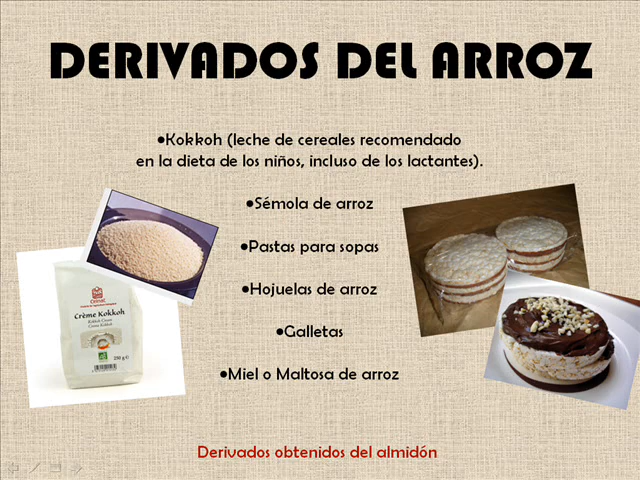 DERIVADOS DEL ARROZ
•Kokkoh (leche de cereales recomendado
en la dieta de los niños, incluso de los lactantes).
•Sémola de arroz
•Pastas para sopas
•Hojuelas de arroz
•Galletas
•Miel o Maltosa de arroz
Crème Kokkoh
250 g e
Derivados obtenidos del almidón